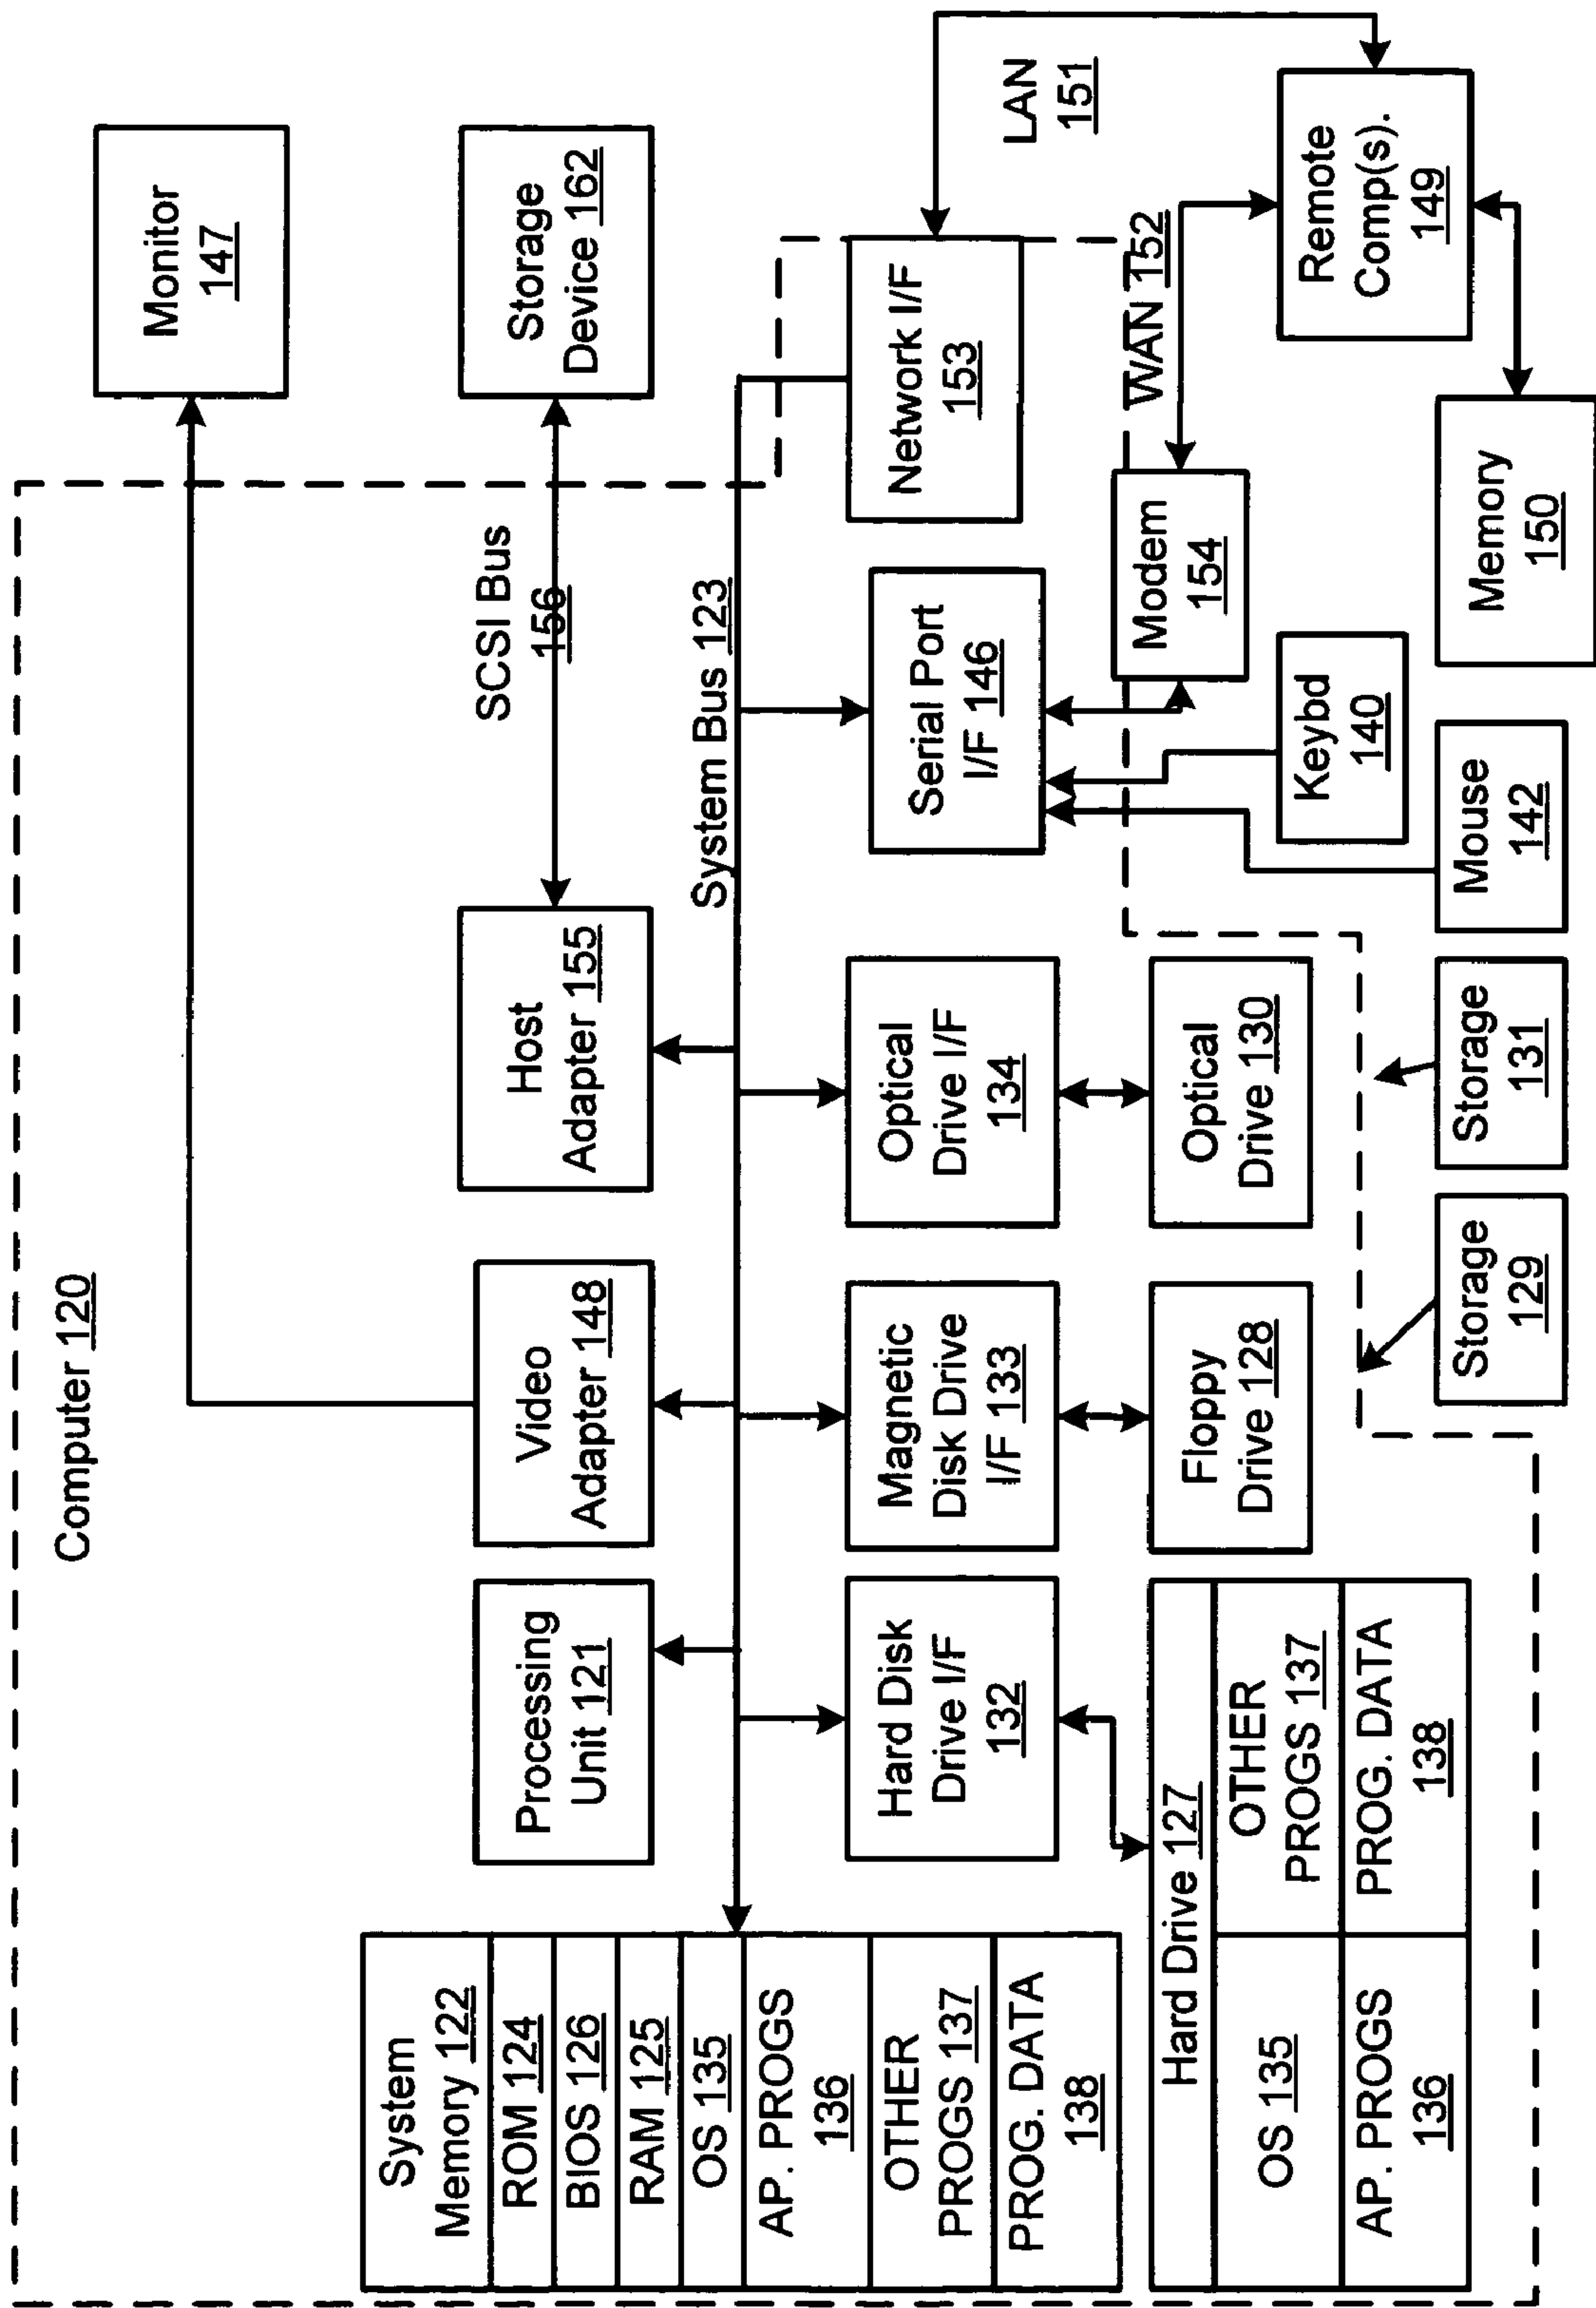 Computer 120
Monitor
147
System
Memory 122
ROM 124
BIOS 126
RAM 125
OS 135
AP. PROGS
136
OTHER
PROGS 137
PROG. DATA
138
Processing
Unit 121
Video
Adapter 148
Host
Adapter 155
SCSI Bus
156
Storage
Device 162
System Bus 123
Hard Disk
Drive I/F
132
Magnetic
Disk Drive
I/F 133
Optical
Drive I/F
134
Serial Port
I/F 146
Network I/F
153
LAN
151
Hard Drive 127
OS 135
OTHER
PROGS 137
AP. PROGS
136
PROG. DATA
138
Floppy
Drive 128
Optical
Drive 130
Modem
154
WAN 152
Keybd
140
Remote
Comp(s).
149
Storage
129
Storage
131
Mouse
142
Memory
150